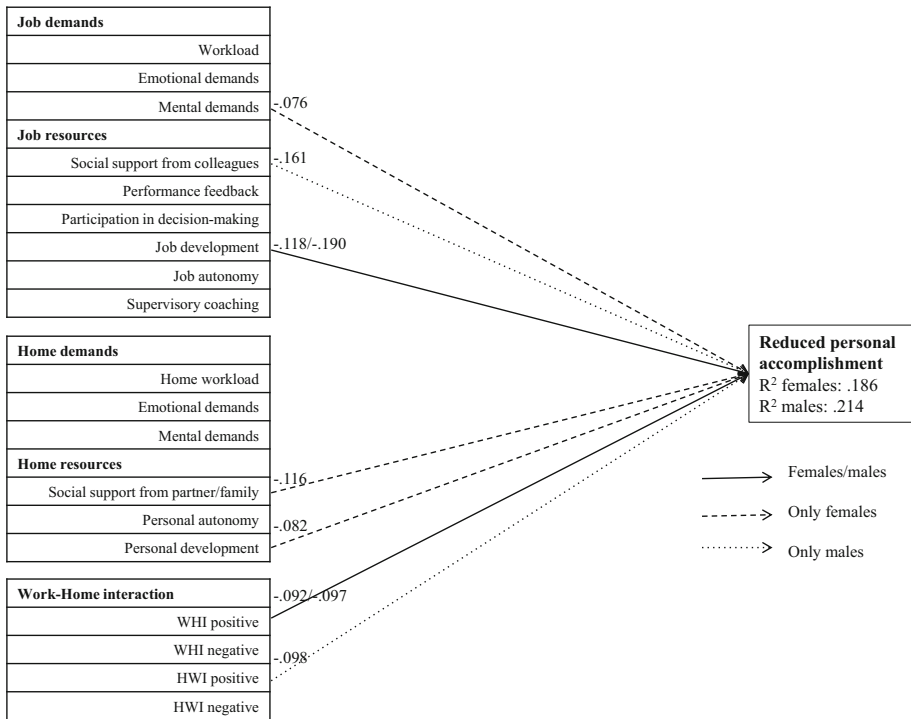 Job demands
Workload
Emotional demands
Mental demands
-.076
Job resources
Social support from colleagues
-.161
Performance feedback
Participation in decision-making
Job development
-.118/-.190
Job autonomy
Supervisory coaching
Home demands
Home workload
Emotional demands
Mental demands
Home resources
Social support from partner/family
-.116
Personal autonomy
Personal development
-.082
Work-Home interaction
-.092/-.097
WHI positive
WHI negative
HWI positive
-.098
HWI negative
Reduced personal
accomplishment
R² females: .186
R² males: .214
Females/males
Only females
Only males